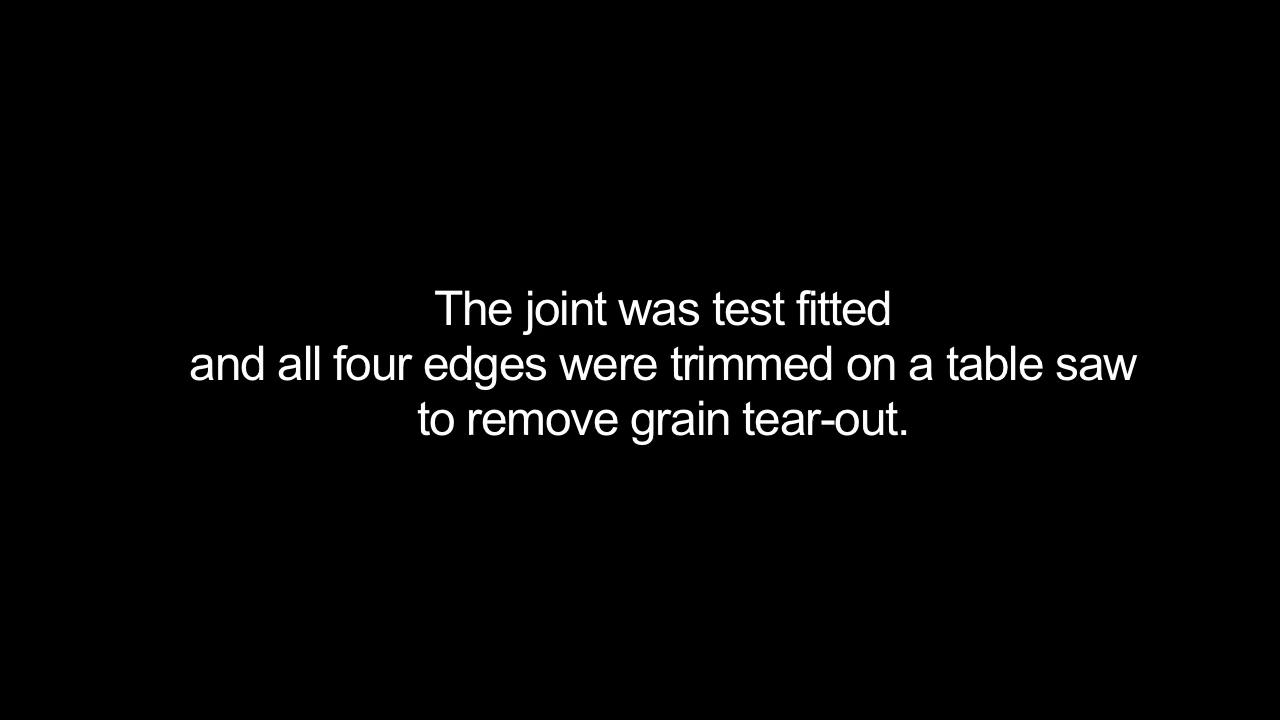 The joint was test fitted
and all four edges were trimmed on a table saw
to remove grain tear-out.